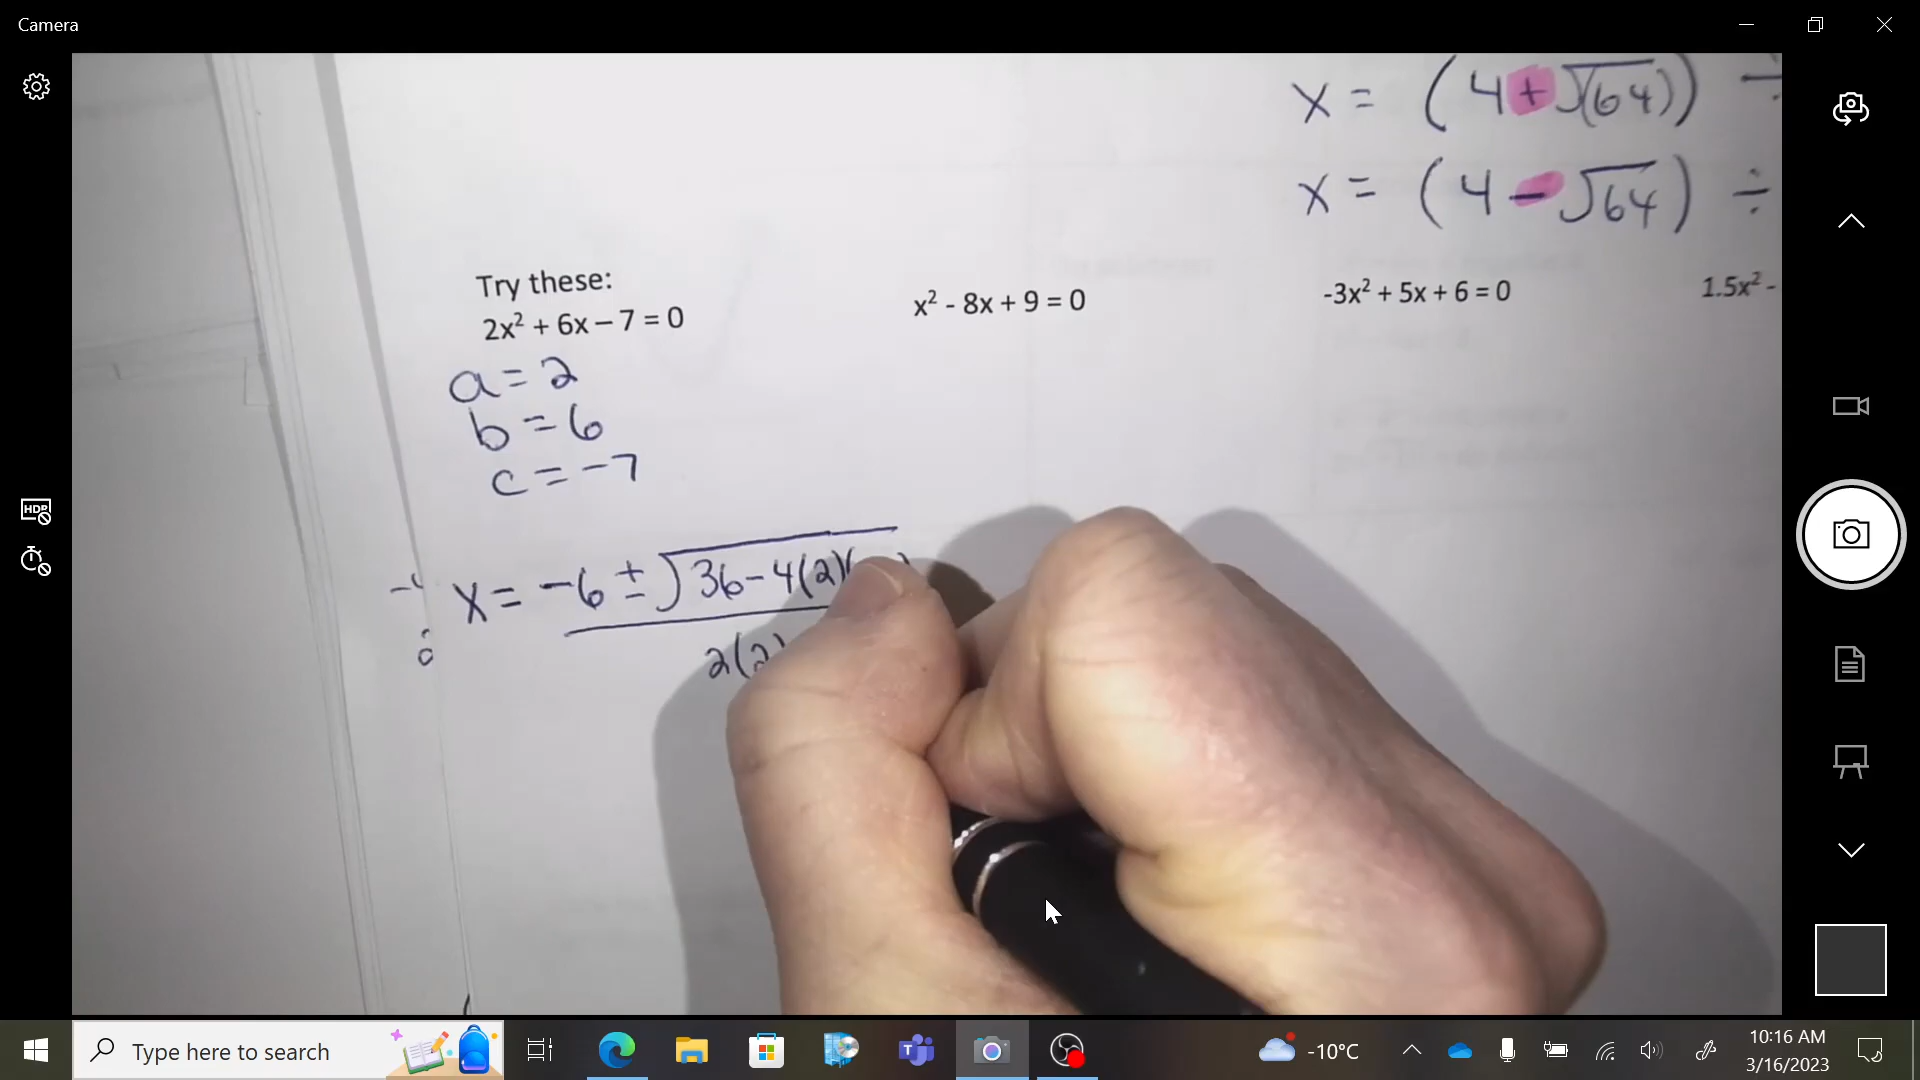 Camera
x = (4 + √(64)) ÷
x = (4 - √64) ÷
Try these:
2x² + 6x – 7 = 0
x² - 8x + 9 = 0
-3x² + 5x + 6 = 0
1.5x² -
a = 2
b = 6
c = -7
x = -6 ± √36-4(2)(
2(2)
Type here to search
-10°C
10:16 AM
3/16/2023